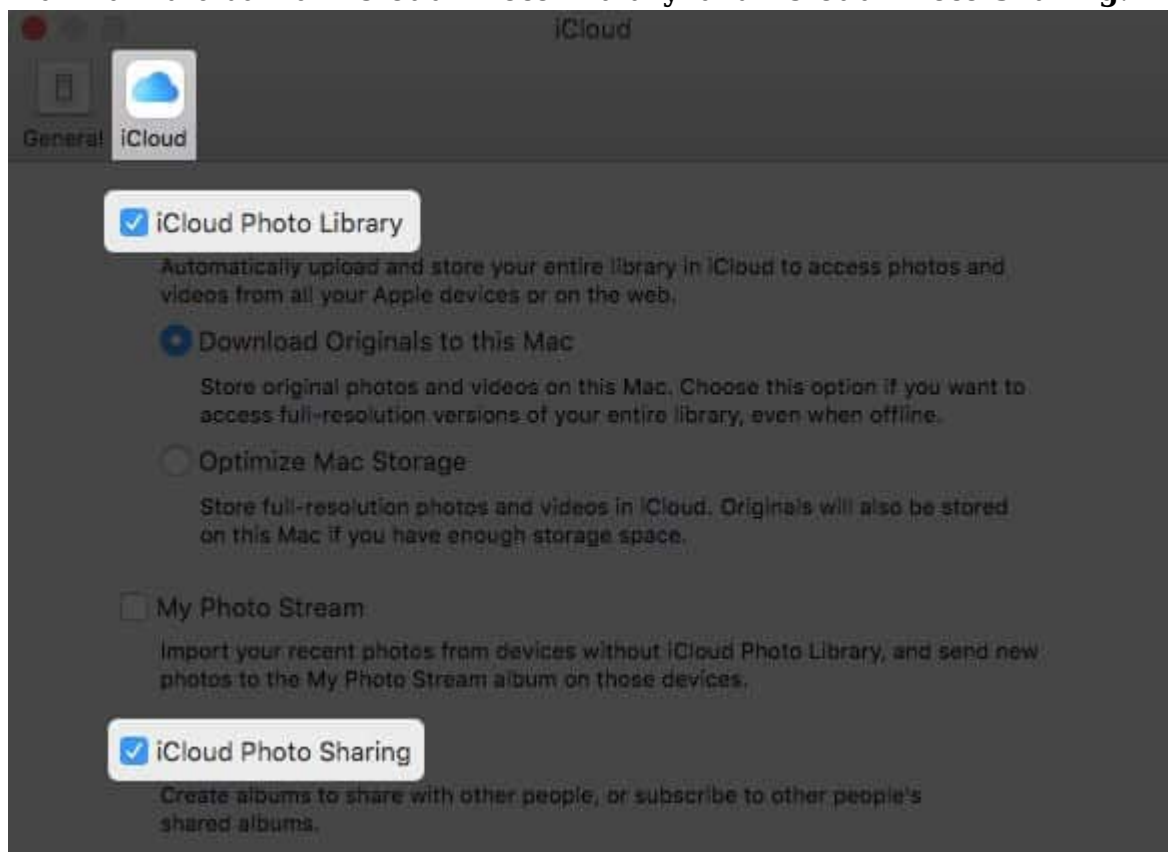 iCloud
General iCloud
iCloud Photo Library
Automatically upload and store your entire library in iCloud to access photos and
videos from all your Apple devices or on the web.
Download Originals to this Mac
Store original photos and videos on this Mac. Choose this option if you want to
access full-resolution versions of your entire library, even when offline.
Optimize Mac Storage
Store full-resolution photos and videos in iCloud. Originals will also be stored
on this Mac if you have enough storage space.
My Photo Stream
Import your recent photos from devices without iCloud Photo Library, and send new
photos to the My Photo Stream album on those devices.
iCloud Photo Sharing
Create albums to share with other people, or subscribe to other people's
shared albums.